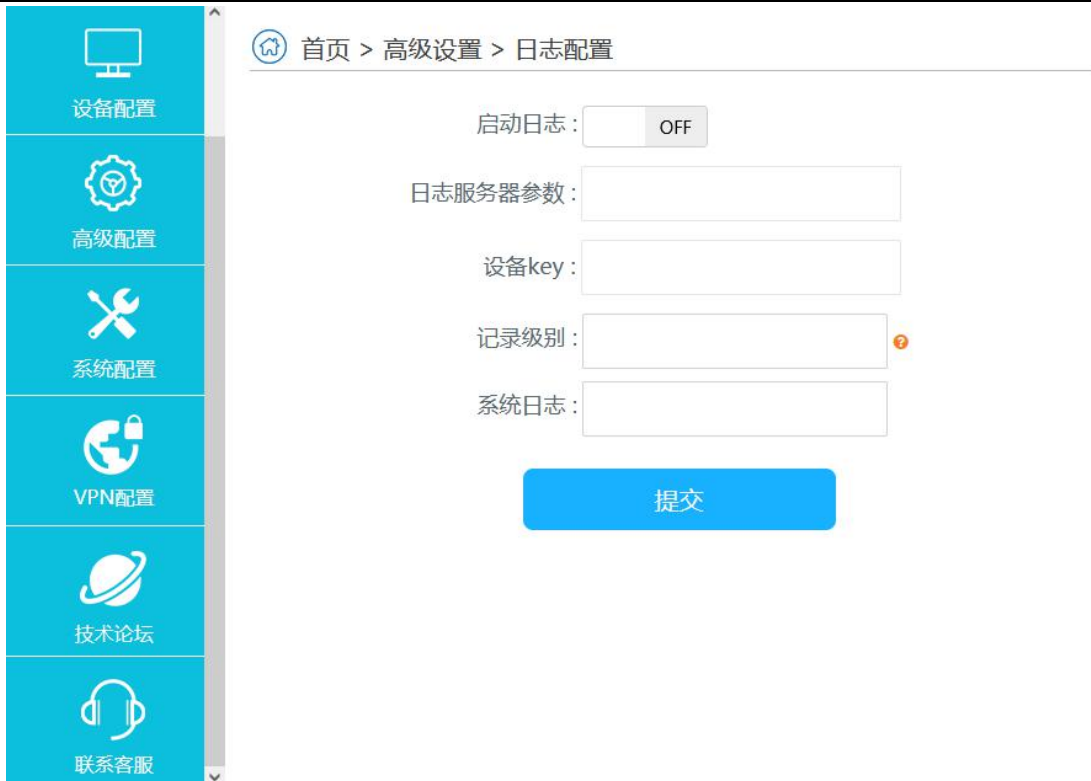 设备配置
高级配置
系统配置
VPN配置
技术论坛
联系客服
首页 > 高级设置 > 日志配置
启动日志 : OFF
日志服务器参数 :
设备key :
记录级别 : ?
系统日志 :
提交